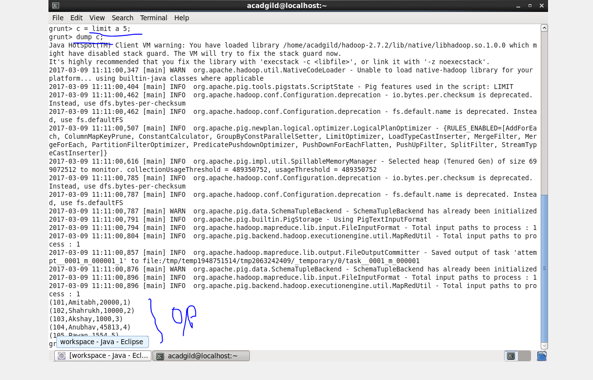 acadgild@localhost:~
File Edit View Search Terminal Help
grunt> c = limit a 5;
grunt> dump c;
Java HotSpot(TM) Client VM warning: You have loaded library /home/acadgild/hadoop-2.7.2/lib/native/libhadoop.so.1.0.0 which m
ight have disabled stack guard. The VM will try to fix the stack guard now.
It's highly recommended that you fix the library with 'execstack -c <libfile>', or link it with '-z noexecstack'.
2017-03-09 11:11:00,347 [main] WARN  org.apache.hadoop.util.NativeCodeLoader - Unable to load native-hadoop library for your
platform... using builtin-java classes where applicable
2017-03-09 11:11:00,404 [main] INFO  org.apache.pig.tools.pigstats.ScriptState - Pig features used in the script: LIMIT
2017-03-09 11:11:00,462 [main] INFO  org.apache.hadoop.conf.Configuration.deprecation - io.bytes.per.checksum is deprecated.
Instead, use dfs.bytes-per-checksum
2017-03-09 11:11:00,462 [main] INFO  org.apache.hadoop.conf.Configuration.deprecation - fs.default.name is deprecated. Instea
d, use fs.defaultFS
2017-03-09 11:11:00,507 [main] INFO  org.apache.pig.newplan.logical.optimizer.LogicalPlanOptimizer - {RULES_ENABLED=[AddForEa
ch, ColumnMapKeyPrune, ConstantCalculator, GroupByConstParallelSetter, LimitOptimizer, LoadTypeCastInserter, MergeFilter, Mer
geForEach, PartitionFilterOptimizer, PredicatePushdownOptimizer, PushDownForEachFlatten, PushUpFilter, SplitFilter, StreamTyp
eCastInserter]}
2017-03-09 11:11:00,616 [main] INFO  org.apache.pig.impl.util.SpillableMemoryManager - Selected heap (Tenured Gen) of size 69
9072512 to monitor. collectionUsageThreshold = 489350752, usageThreshold = 489350752
2017-03-09 11:11:00,785 [main] INFO  org.apache.hadoop.conf.Configuration.deprecation - io.bytes.per.checksum is deprecated.
Instead, use dfs.bytes-per-checksum
2017-03-09 11:11:00,787 [main] INFO  org.apache.hadoop.conf.Configuration.deprecation - fs.default.name is deprecated. Instea
d, use fs.defaultFS
2017-03-09 11:11:00,787 [main] WARN  org.apache.pig.data.SchemaTupleBackend - SchemaTupleBackend has already been initialized
2017-03-09 11:11:00,791 [main] INFO  org.apache.pig.builtin.PigStorage - Using PigTextInputFormat
2017-03-09 11:11:00,794 [main] INFO  org.apache.hadoop.mapreduce.lib.input.FileInputFormat - Total input paths to process : 1
2017-03-09 11:11:00,804 [main] INFO  org.apache.pig.backend.hadoop.executionengine.util.MapRedUtil - Total input paths to pro
cess : 1
2017-03-09 11:11:00,857 [main] INFO  org.apache.hadoop.mapreduce.lib.output.FileOutputCommitter - Saved output of task 'attem
pt__0001_m_000001_1' to file:/tmp/temp1948751514/tmp2063242409/_temporary/0/task__0001_m_000001
2017-03-09 11:11:00,876 [main] WARN  org.apache.pig.data.SchemaTupleBackend - SchemaTupleBackend has already been initialized
2017-03-09 11:11:00,896 [main] INFO  org.apache.hadoop.mapreduce.lib.input.FileInputFormat - Total input paths to process : 1
2017-03-09 11:11:00,896 [main] INFO  org.apache.pig.backend.hadoop.executionengine.util.MapRedUtil - Total input paths to pro
cess : 1
(101,Amitabh,20000,1)
(102,Shahrukh,10000,2)
(103,Akshay,1000,3)
(104,Anubhav,45813,4)
(105,Pawan,1554,5)
workspace - Java - Eclipse
[workspace - Java - Ecl... acadgild@localhost:~